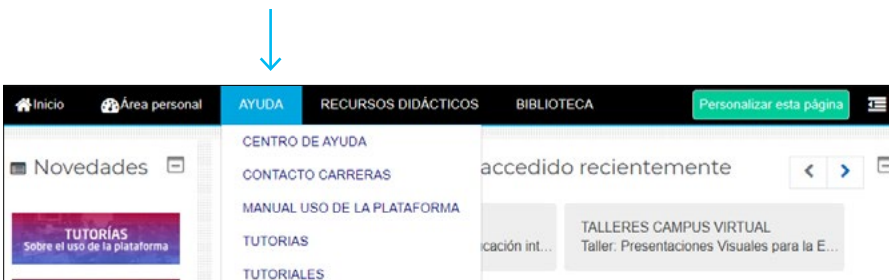 Inicio
Área personal
AYUDA
RECURSOS DIDÁCTICOS
BIBLIOTECA
Personalizar esta página
CENTRO DE AYUDA
CONTACTO CARRERAS
MANUAL USO DE LA PLATAFORMA
TUTORIAS
TUTORIALES
Novedades
TUTORÍAS
Sobre el uso de la plataforma
accedido recientemente
cación int...
TALLERES CAMPUS VIRTUAL
Taller: Presentaciones Visuales para la E...